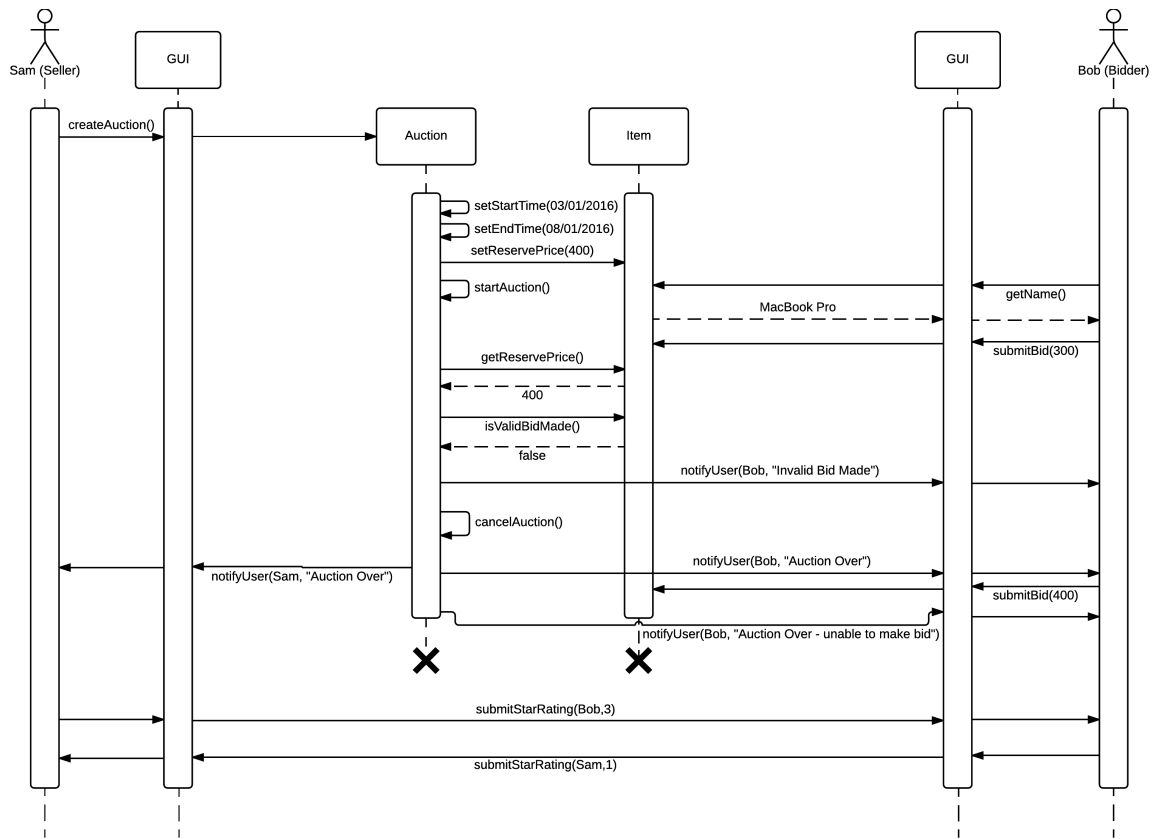 Sam (Seller)
GUI
GUI
Bob (Bidder)
createAuction()
Auction
Item
setStartTime(03/01/2016)
setEndTime(08/01/2016)
setReservePrice(400)
startAuction()
getName()
MacBook Pro
submitBid(300)
getReservePrice()
400
isValidBidMade()
false
notifyUser(Bob, "Invalid Bid Made")
cancelAuction()
notifyUser(Bob, "Auction Over")
notifyUser(Sam, "Auction Over")
submitBid(400)
notifyUser(Bob, "Auction Over - unable to make bid")
submitStarRating(Bob,3)
submitStarRating(Sam,1)